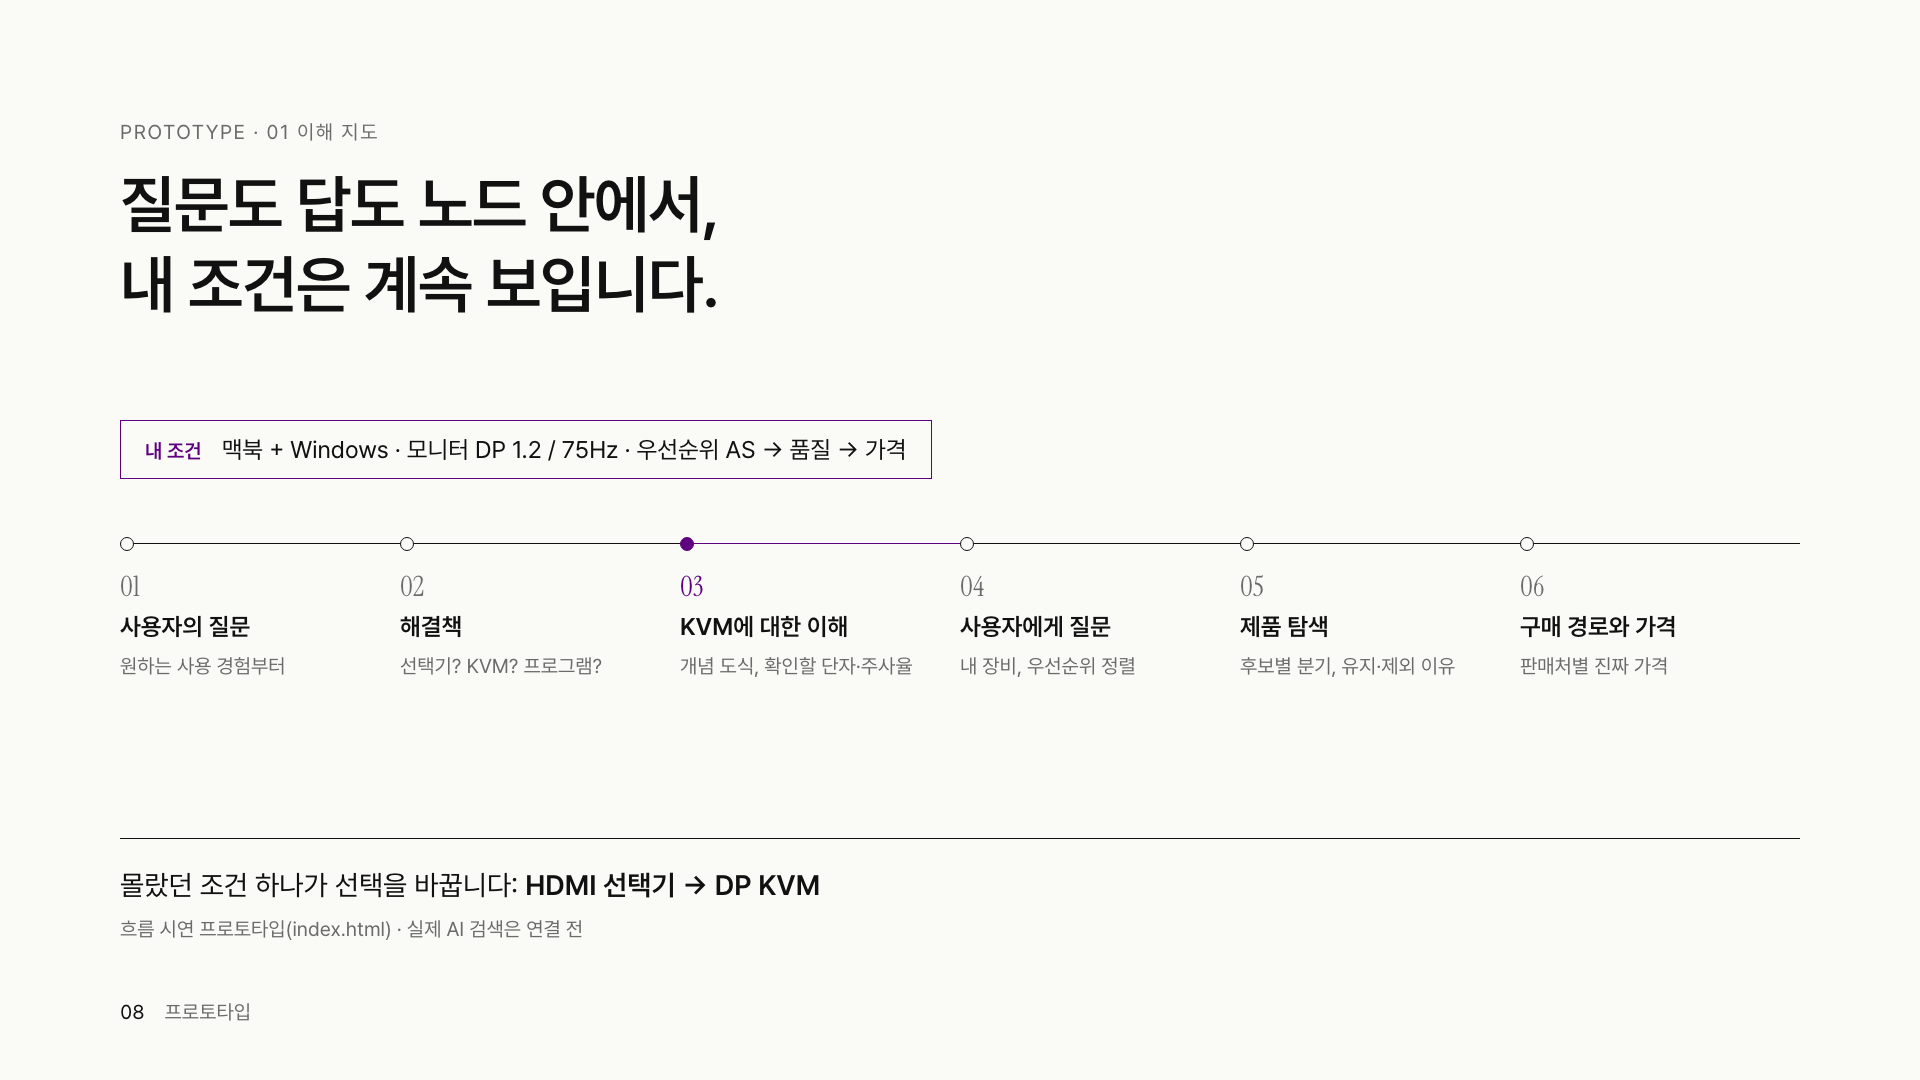 PROTOTYPE · 01 이해 지도
질문도 답도 노드 안에서,
내 조건은 계속 보입니다.
내 조건 맥북 + Windows · 모니터 DP 1.2 / 75Hz · 우선순위 AS → 품질 → 가격
01
사용자의 질문
원하는 사용 경험부터
02
해결책
선택기? KVM? 프로그램?
03
KVM에 대한 이해
개념 도식, 확인할 단자·주사율
04
사용자에게 질문
내 장비, 우선순위 정렬
05
제품 탐색
후보별 분기, 유지·제외 이유
06
구매 경로와 가격
판매처별 진짜 가격
몰랐던 조건 하나가 선택을 바꿉니다: HDMI 선택기 → DP KVM
흐름 시연 프로토타입(index.html) · 실제 AI 검색은 연결 전
08 프로토타입